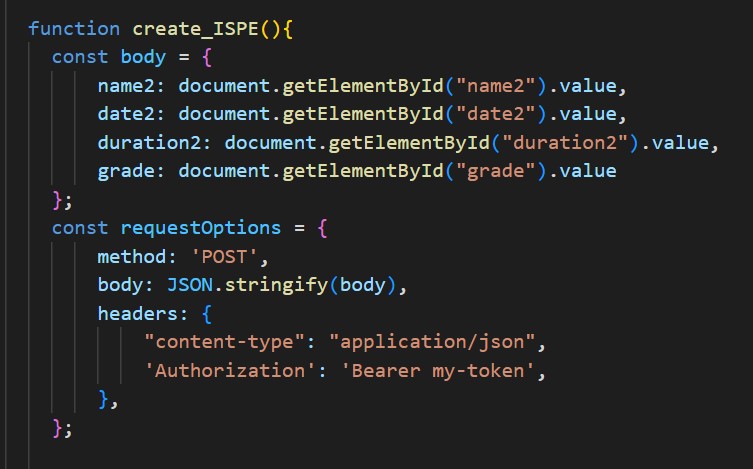 function create_ISPE(){
const body = {
name2: document.getElementById("name2").value,
date2: document.getElementById("date2").value,
duration2: document.getElementById("duration2").value,
grade: document.getElementById("grade").value
};
const requestOptions = {
method: 'POST',
body: JSON.stringify(body),
headers: {
"content-type": "application/json",
'Authorization': 'Bearer my-token',
},
};